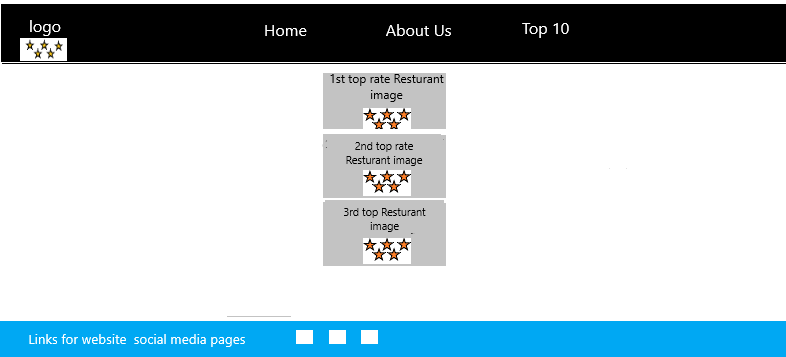 logo
Home
About Us
Top 10
1st top rate Resturant
image
2nd top rate
Resturant image
3rd top Resturant
image
Links for website social media pages